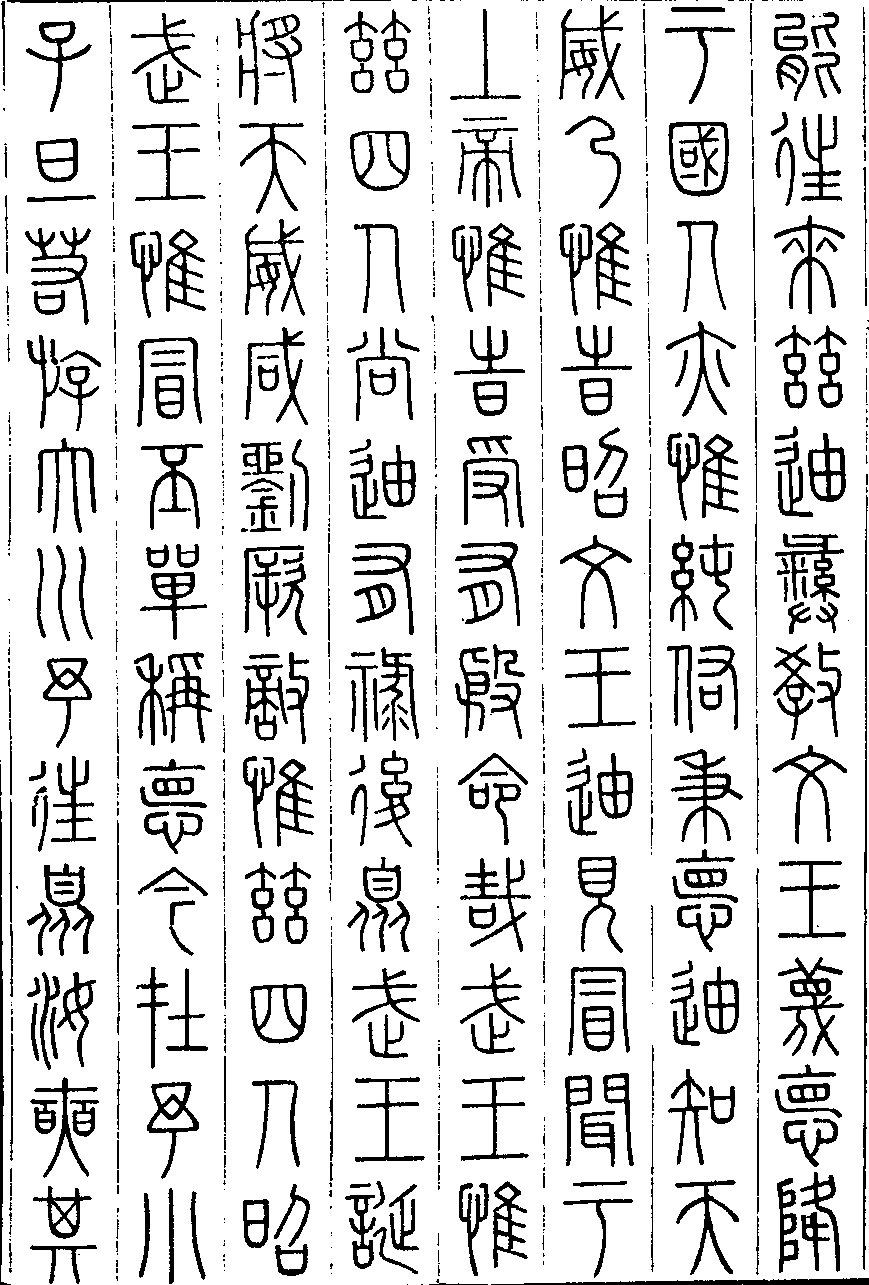 能往來茲迪彝教文王蔑德降
于國人亦惟純佑秉德迪知天
威乃惟時昭文王迪見冒聞于
上帝惟時受有殷命哉武王惟
茲四人尚迪有祿後暨武王誕
將天威咸劉厥敵惟茲四人昭
武王惟冒丕單稱德今在予小
子旦若游大川予往暨汝奭其